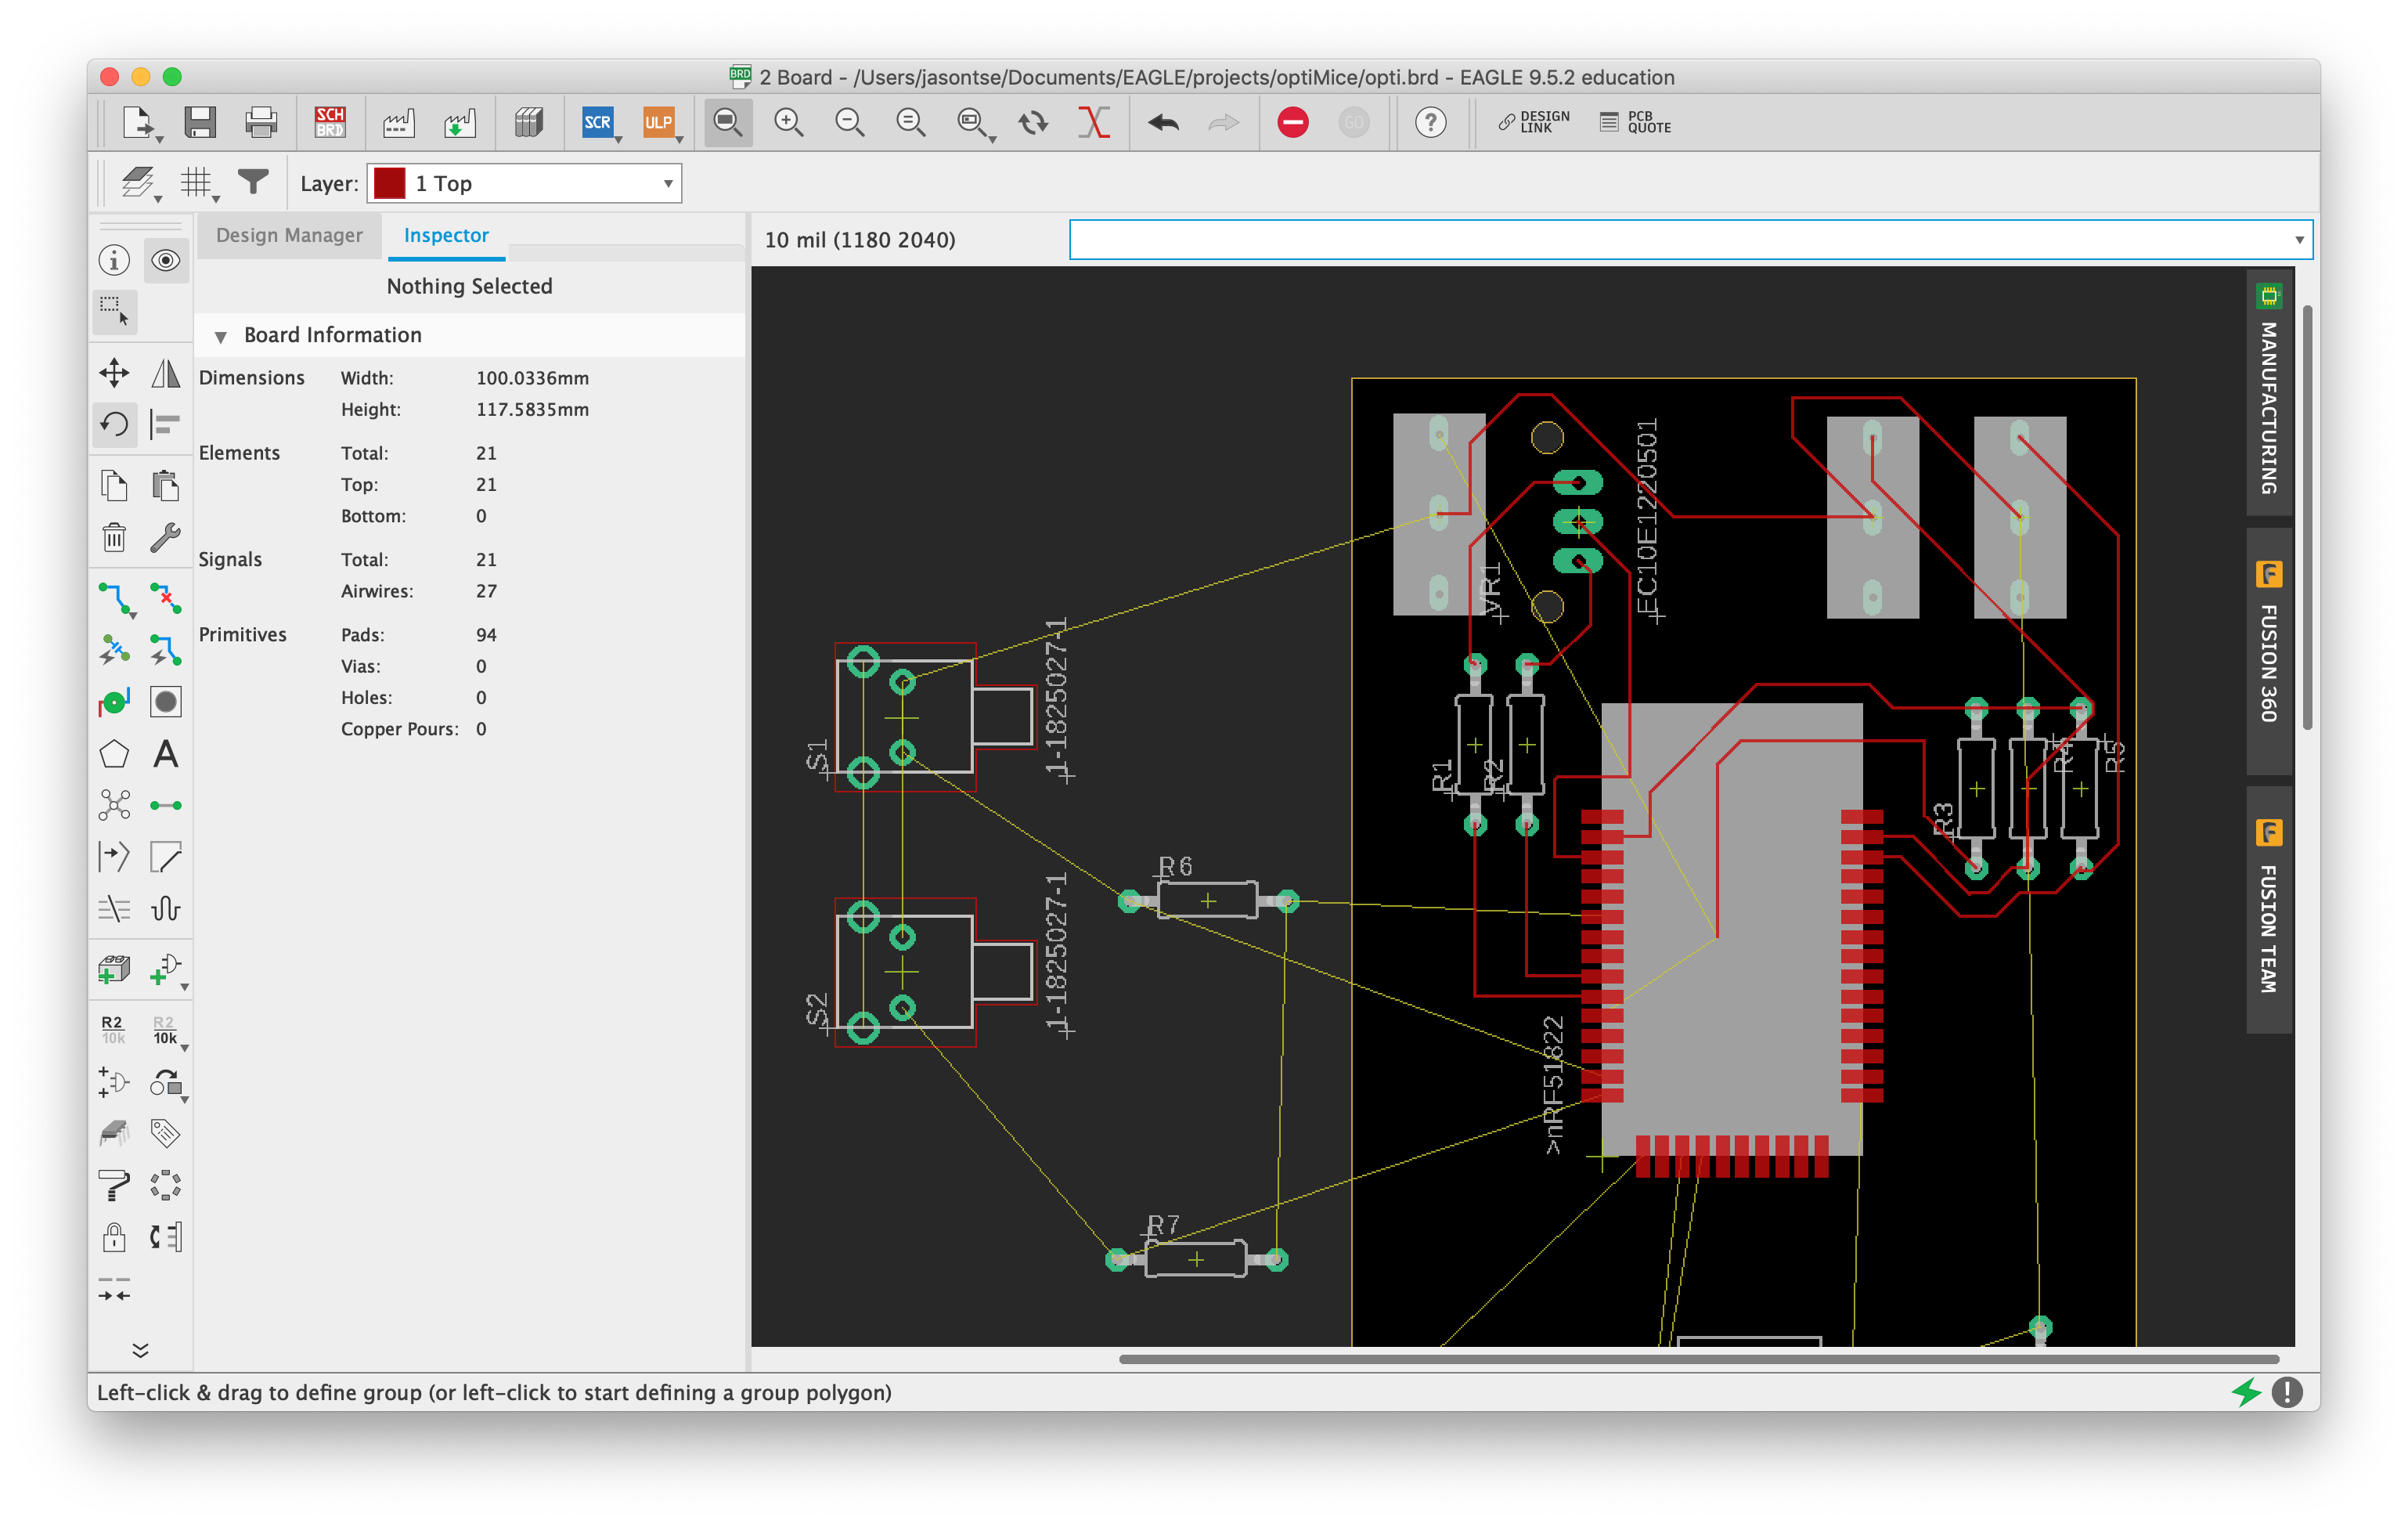 BRD 2 Board - /Users/jasontse/Documents/EAGLE/projects/optiMice/opti.brd - EAGLE 9.5.2 education
SCH
BRD
SCR
ULP
GO
?
DESIGN
LINK
PCB
QUOTE
Layer: 1 Top
Design Manager
Inspector
10 mil (1180 2040)
Nothing Selected
Board Information
Dimensions Width: 100.0336mm
Height: 117.5835mm
Elements Total: 21
Top: 21
Bottom: 0
Signals Total: 21
Airwires: 27
Primitives Pads: 94
Vias: 0
Holes: 0
Copper Pours: 0
R2
10k
R2
10k
MANUFACTURING
FUSION 360
FUSION TEAM
EC10E1220501
VR1
S1
1-1825027-1
R1
R2
R3
R4
R5
R6
S2
1-1825027-1
>nRF51822
R7
Left-click & drag to define group (or left-click to start defining a group polygon)